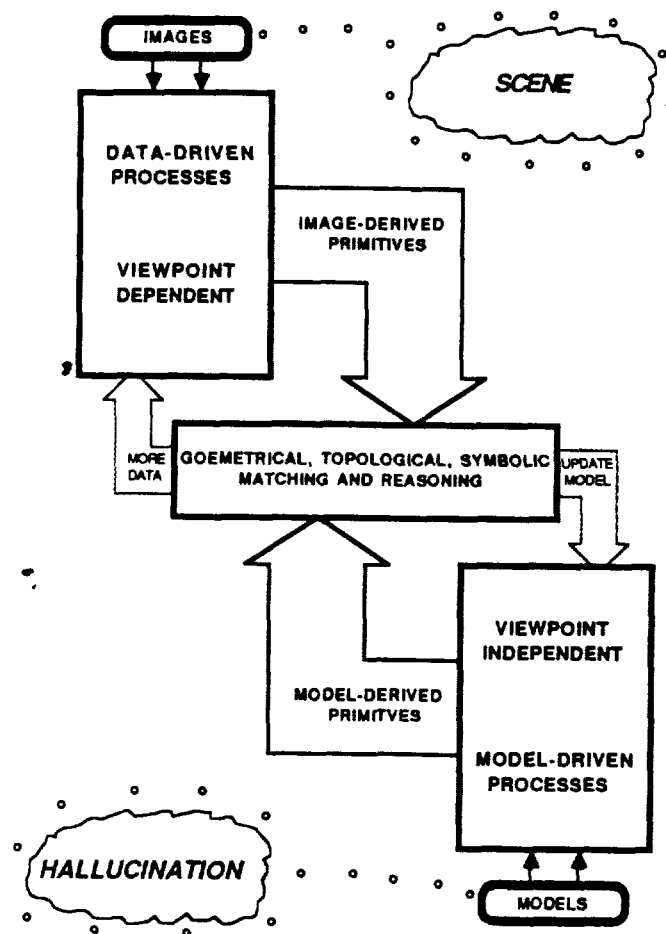 IMAGES
SCENE
DATA-DRIVEN
PROCESSES
IMAGE-DERIVED
PRIMITIVES
VIEWPOINT
DEPENDENT
MORE
DATA
GOEMETRICAL, TOPOLOGICAL, SYMBOLIC
MATCHING AND REASONING
UPDATE
MODEL
VIEWPOINT
INDEPENDENT
MODEL-DERIVED
PRIMITVES
MODEL-DRIVEN
PROCESSES
HALLUCINATION
MODELS